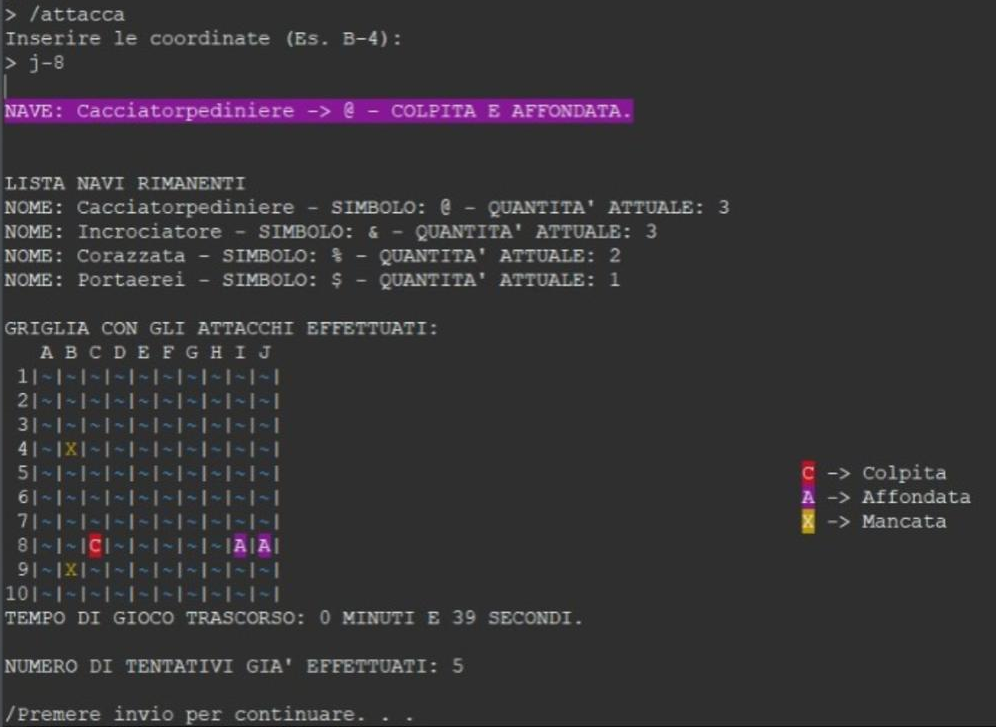 > /attacca
Inserire le coordinate (Es. B-4):
> j-8
NAVE: Cacciatorpediniere -> @ - COLPITA E AFFONDATA.
LISTA NAVI RIMANENTI
NOME: Cacciatorpediniere - SIMBOLO: @ - QUANTITA' ATTUALE: 3
NOME: Incrociatore - SIMBOLO: & - QUANTITA' ATTUALE: 3
NOME: Corazzata - SIMBOLO: % - QUANTITA' ATTUALE: 2
NOME: Portaerei - SIMBOLO: $ - QUANTITA' ATTUALE: 1
GRIGLIA CON GLI ATTACCHI EFFETTUATI:
A B C D E F G H I J
1|~|~|~|~|~|~|~|~|~|~|
2|~|~|~|~|~|~|~|~|~|~|
3|~|~|~|~|~|~|~|~|~|~|
4|~|X|~|~|~|~|~|~|~|~|
5|~|~|~|~|~|~|~|~|~|~|
6|~|~|~|~|~|~|~|~|~|~|
7|~|~|~|~|~|~|~|~|~|~|
8|~|~|C|~|~|~|~|~|A|A|
9|~|X|~|~|~|~|~|~|~|~|
10|~|~|~|~|~|~|~|~|~|~|
C -> Colpita
A -> Affondata
X -> Mancata
TEMPO DI GIOCO TRASCORSO: 0 MINUTI E 39 SECONDI.
NUMERO DI TENTATIVI GIA' EFFETTUATI: 5
/Premere invio per continuare. . .